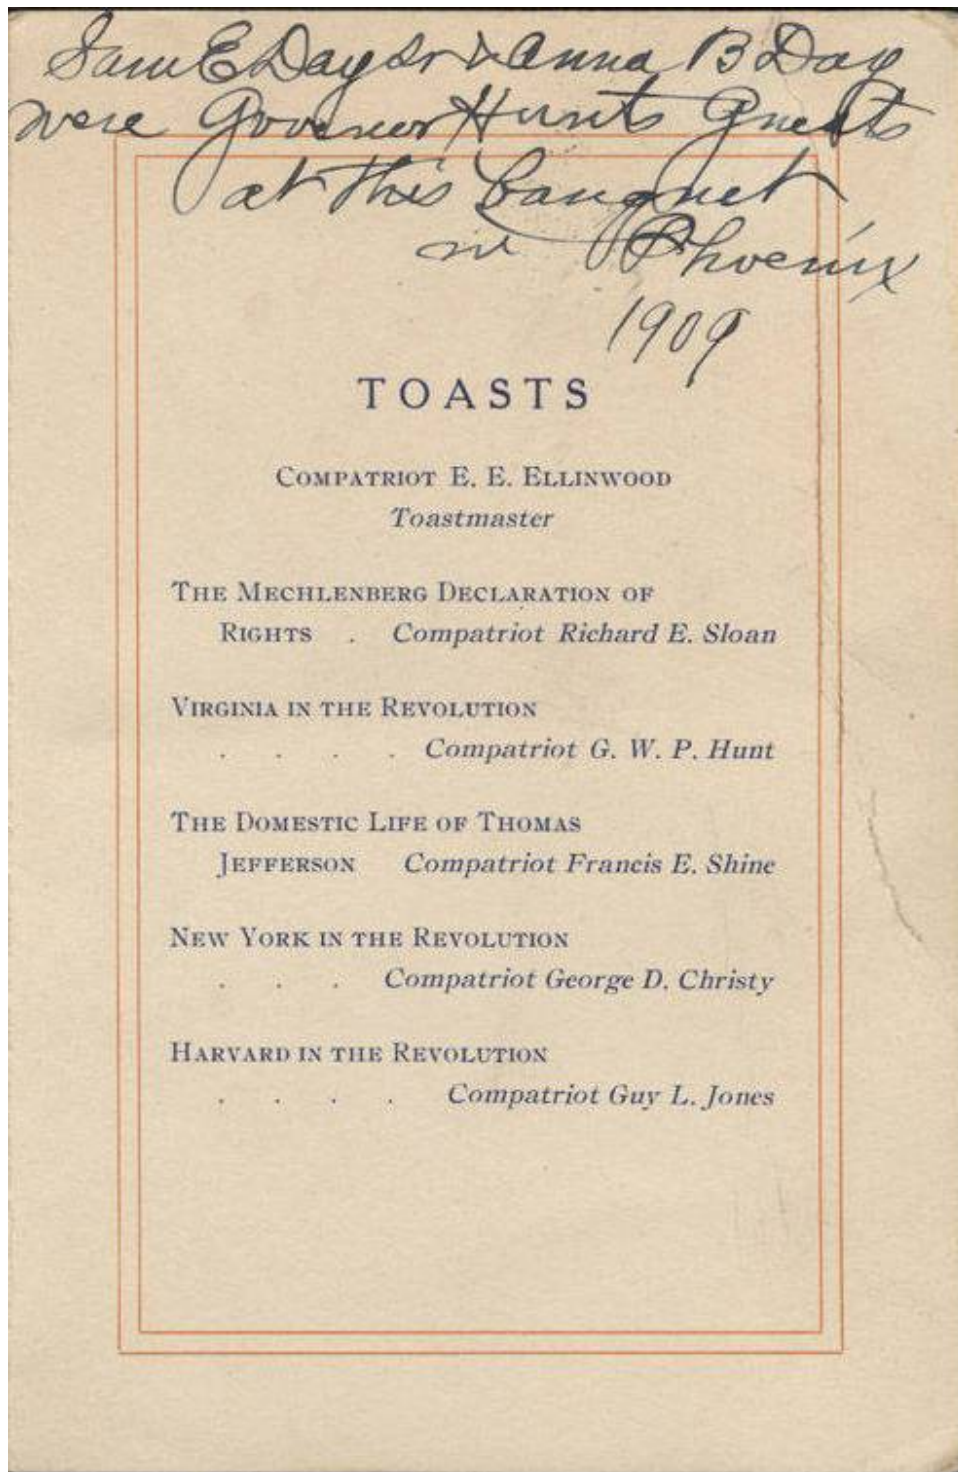 Sam E Day Sr & Anna B Day
were Governor Hunts Guests
at this Banquet
in Phoenix
1909
TOASTS
COMPATRIOT E. E. ELLINWOOD
Toastmaster
THE MECHLENBERG DECLARATION OF
RIGHTS . Compatriot Richard E. Sloan
VIRGINIA IN THE REVOLUTION
. . . . Compatriot G. W. P. Hunt
THE DOMESTIC LIFE OF THOMAS
JEFFERSON Compatriot Francis E. Shine
NEW YORK IN THE REVOLUTION
. . . Compatriot George D. Christy
HARVARD IN THE REVOLUTION
. . . . Compatriot Guy L. Jones